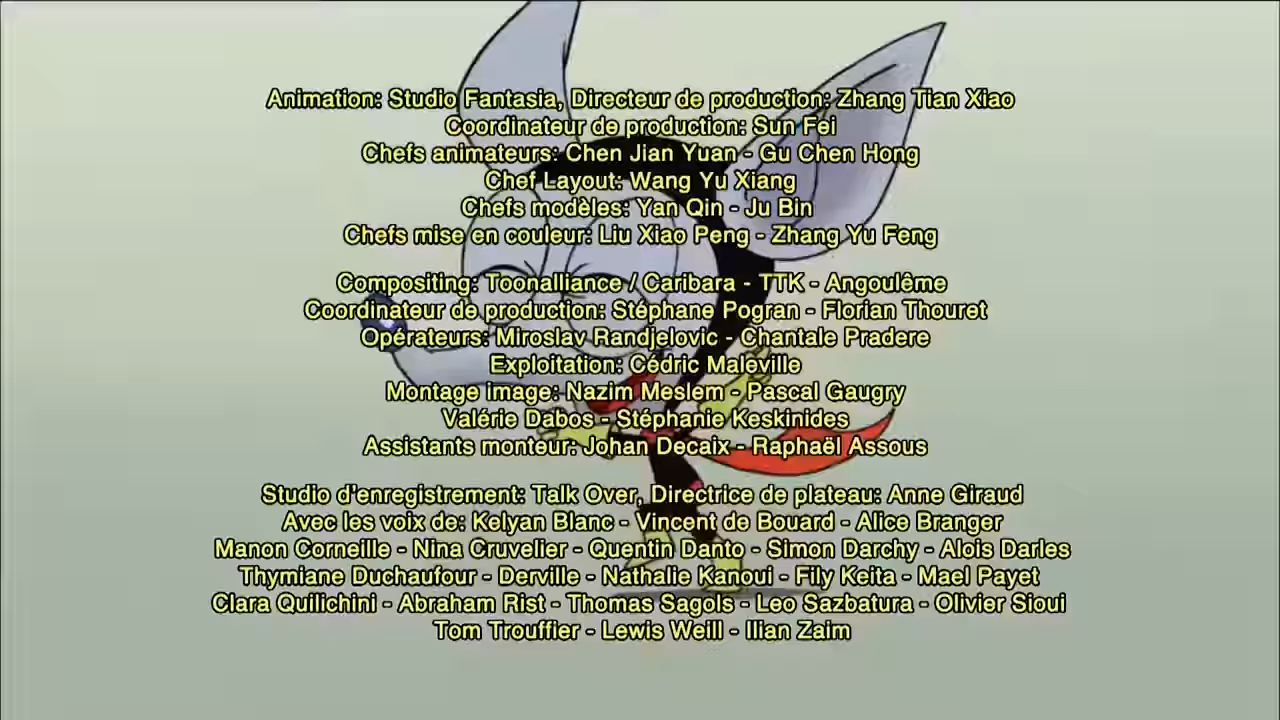 Animation: Studio Fantasia, Directeur de production: Zhang Tian Xiao
Coordinateur de production: Sun Fei
Chefs animateurs: Chen Jian Yuan - Gu Chen Hong
Chef Layout: Wang Yu Xiang
Chefs modèles: Yan Qin - Ju Bin
Chefs mise en couleur: Liu Xiao Peng - Zhang Yu Feng
Compositing: Toonalliance / Caribara - TTK - Angoulême
Coordinateur de production: Stéphane Pogran - Florian Thouret
Opérateurs: Miroslav Randjelovic - Chantale Pradere
Exploitation: Cédric Maleville
Montage image: Nazim Meslem - Pascal Gaugry
Valérie Dabos - Stéphanie Keskinides
Assistants monteur: Johan Decaix - Raphaël Assous
Studio d'enregistrement: Talk Over, Directrice de plateau: Anne Giraud
Avec les voix de: Kelyan Blanc - Vincent de Bouard - Alice Branger
Manon Corneille - Nina Cruvelier - Quentin Danto - Simon Darchy - Alois Darles
Thymiane Duchaufour - Derville - Nathalie Kanoui - Fily Keita - Mael Payet
Clara Quilichini - Abraham Rist - Thomas Sagols - Leo Sazbatura - Olivier Sioui
Tom Trouffier - Lewis Weill - Ilian Zaim